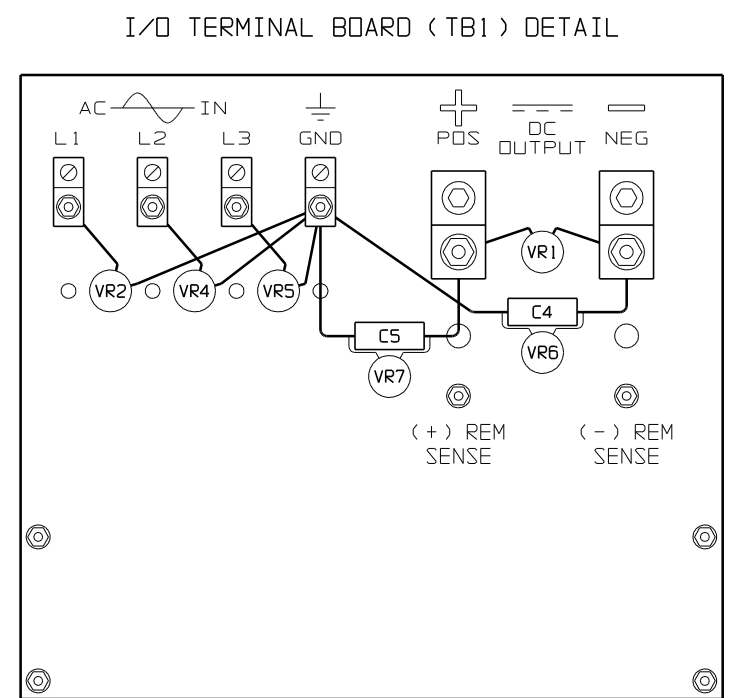 I/O TERMINAL BOARD (TB1) DETAIL
AC IN
L1 L2 L3 GND POS DC OUTPUT NEG
VR1
VR2 VR4 VR5
C4
C5
VR6
VR7
(+) REM SENSE
(-) REM SENSE